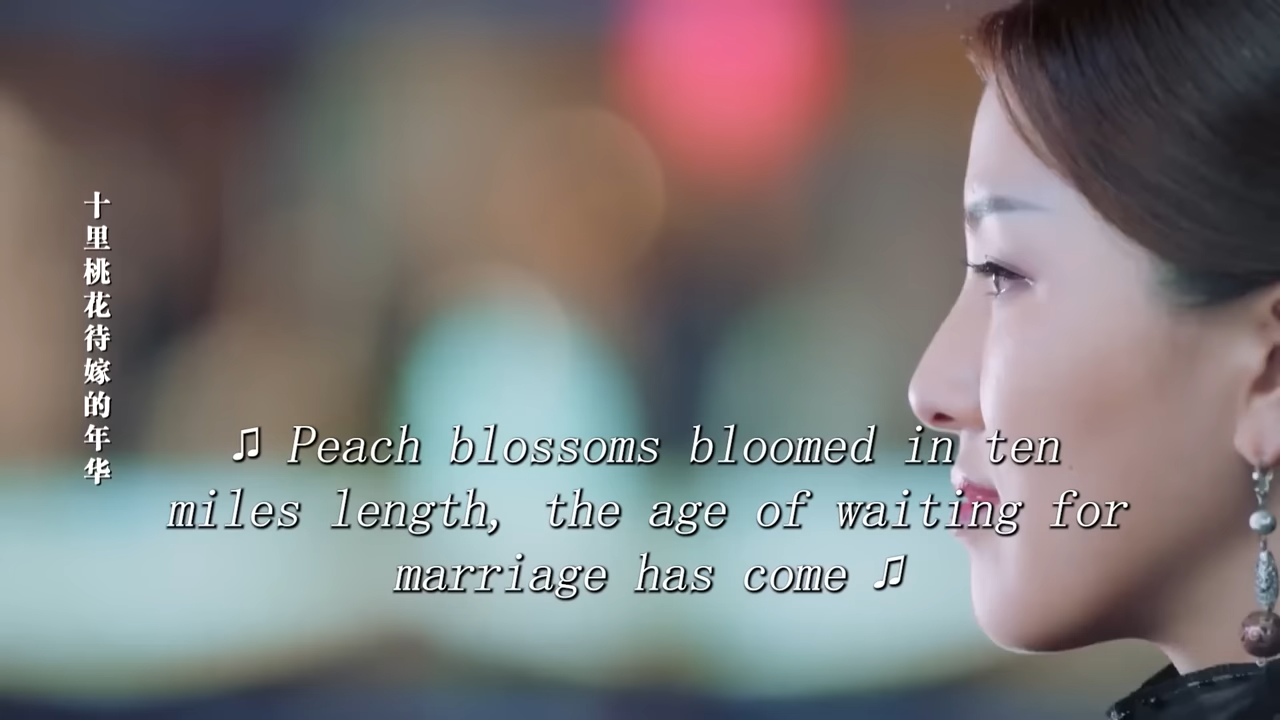 十里桃花待嫁的年华
♫ Peach blossoms bloomed in ten
miles length, the age of waiting for
marriage has come ♫